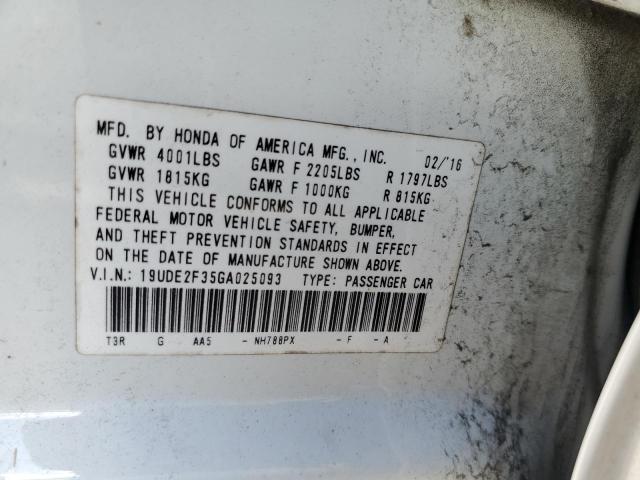 MFD. BY HONDA OF AMERICA MFG., INC. 02/'16
GVWR 4001LBS GAWR F 2205LBS R 1797LBS
GVWR 1815KG GAWR F 1000KG R 815KG
THIS VEHICLE CONFORMS TO ALL APPLICABLE
FEDERAL MOTOR VEHICLE SAFETY, BUMPER,
AND THEFT PREVENTION STANDARDS IN EFFECT
ON THE DATE OF MANUFACTURE SHOWN ABOVE.
V.I.N.: 19UDE2F35GA025093 TYPE: PASSENGER CAR
T3R G AA5 - NH788PX - F - A